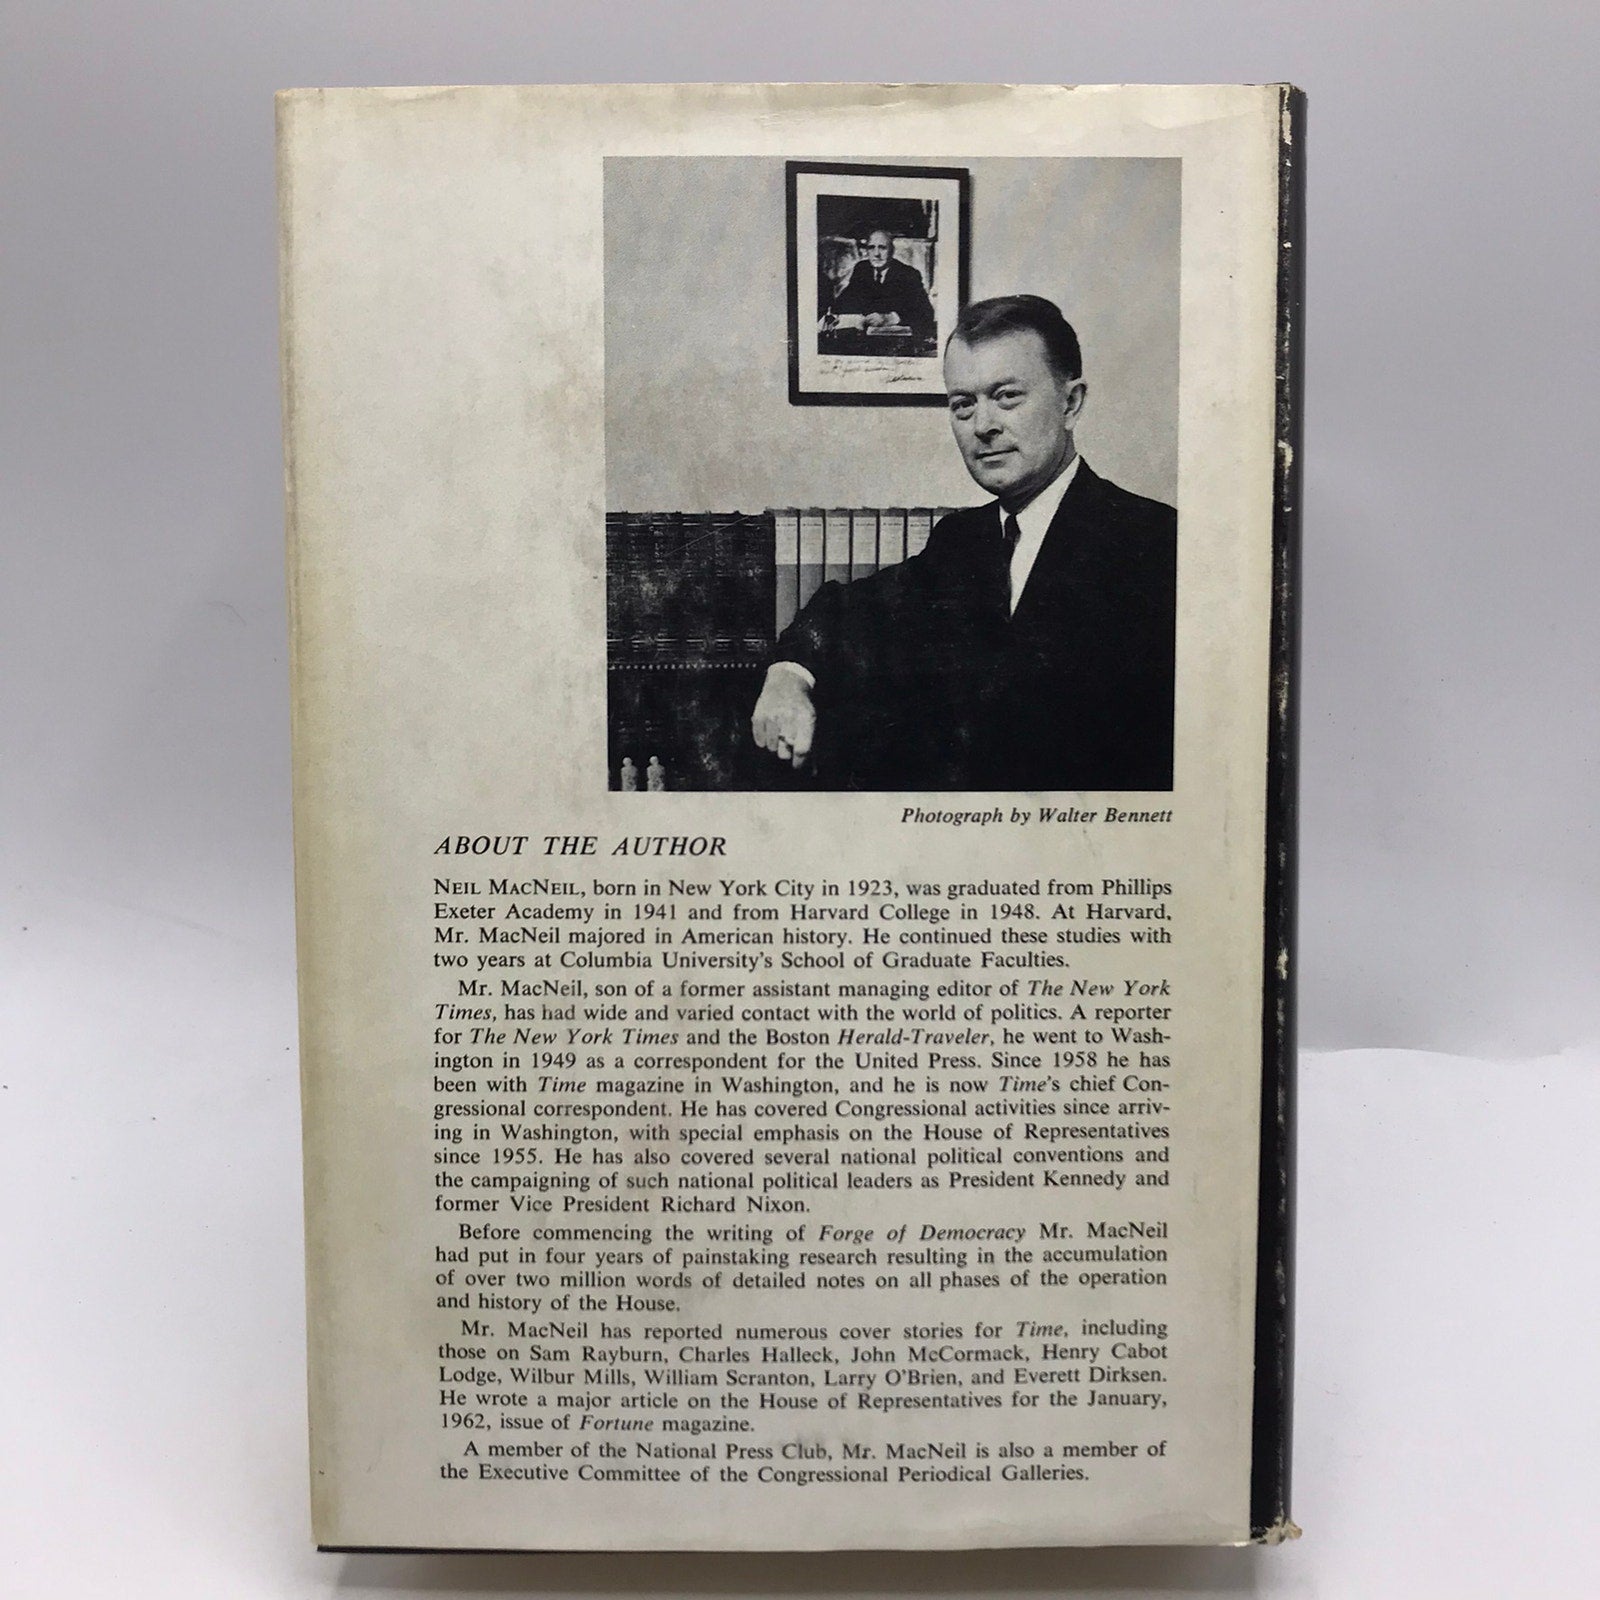 Photograph by Walter Bennett
ABOUT THE AUTHOR
NEIL MACNEIL, born in New York City in 1923, was graduated from Phillips
Exeter Academy in 1941 and from Harvard College in 1948. At Harvard,
Mr. MacNeil majored in American history. He continued these studies with
two years at Columbia University's School of Graduate Faculties.
Mr. MacNeil, son of a former assistant managing editor of The New York
Times, has had wide and varied contact with the world of politics. A reporter
for The New York Times and the Boston Herald-Traveler, he went to Wash-
ington in 1949 as a correspondent for the United Press. Since 1958 he has
been with Time magazine in Washington, and he is now Time's chief Con-
gressional correspondent. He has covered Congressional activities since arriv-
ing in Washington, with special emphasis on the House of Representatives
since 1955. He has also covered several national political conventions and
the campaigning of such national political leaders as President Kennedy and
former Vice President Richard Nixon.
Before commencing the writing of Forge of Democracy Mr. MacNeil
had put in four years of painstaking research resulting in the accumulation
of over two million words of detailed notes on all phases of the operation
and history of the House.
Mr. MacNeil has reported numerous cover stories for Time, including
those on Sam Rayburn, Charles Halleck, John McCormack, Henry Cabot
Lodge, Wilbur Mills, William Scranton, Larry O'Brien, and Everett Dirksen.
He wrote a major article on the House of Representatives for the January,
1962, issue of Fortune magazine.
A member of the National Press Club, Mr. MacNeil is also a member of
the Executive Committee of the Congressional Periodical Galleries.